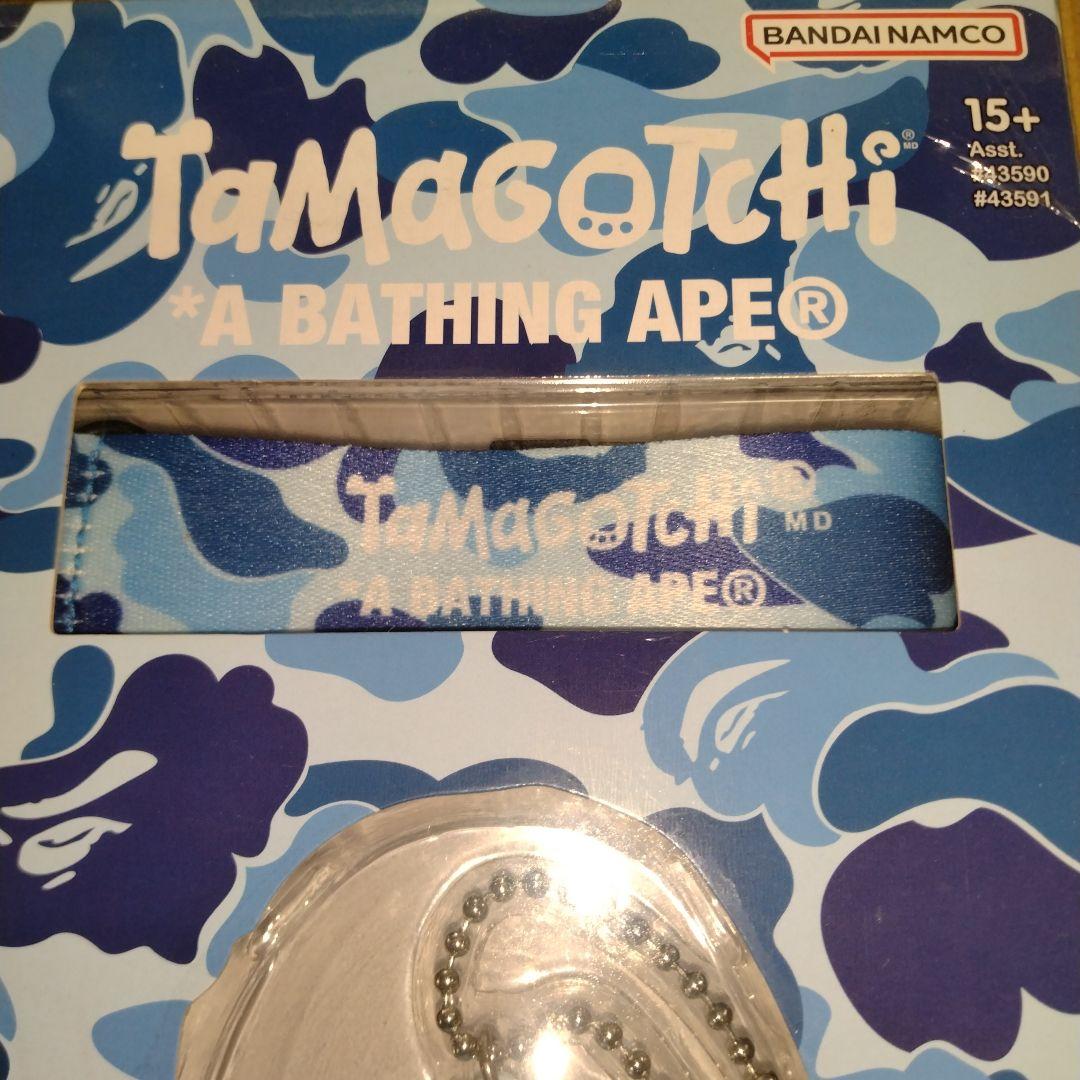 BANDAI NAMCO
TaMaGOTcHi® MD
15+
Asst.
#43590
#43591
*A BATHING APE®
TaMaGOTcHi® MD
*A BATHING APE®